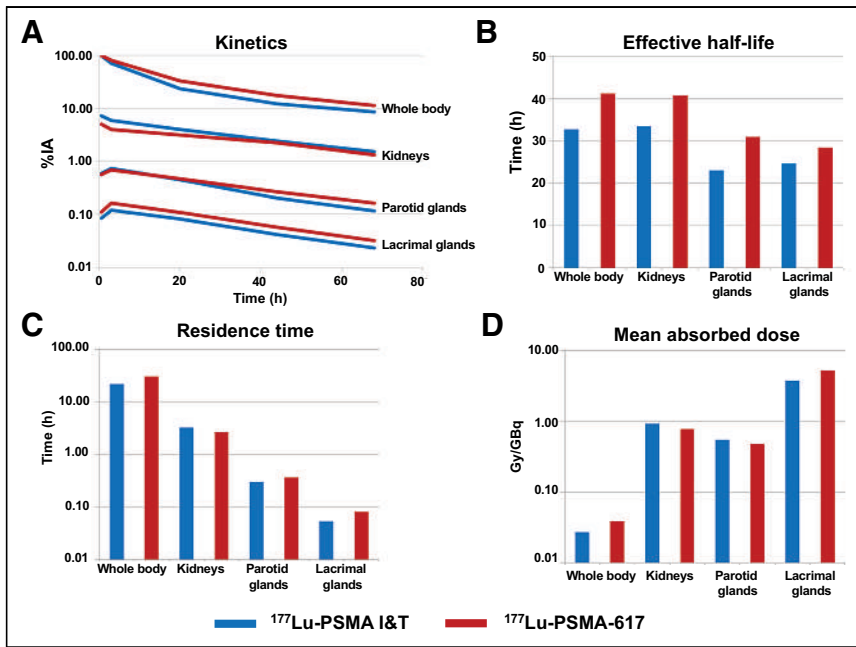 A
Kinetics
100.00
10.00
1.00
0.10
0.01
%IA
Whole body
Kidneys
Parotid glands
Lacrimal glands
0
20
40
60
80
Time (h)
B
Effective half-life
50
40
30
20
10
0
Time (h)
Whole body
Kidneys
Parotid
glands
Lacrimal
glands
C
Residence time
100.00
10.00
1.00
0.10
0.01
Time (h)
Whole body
Kidneys
Parotid
glands
Lacrimal
glands
D
Mean absorbed dose
10.00
1.00
0.10
0.01
Gy/GBq
Whole body
Kidneys
Parotid
glands
Lacrimal
glands
¹⁷⁷Lu-PSMA I&T
¹⁷⁷Lu-PSMA-617